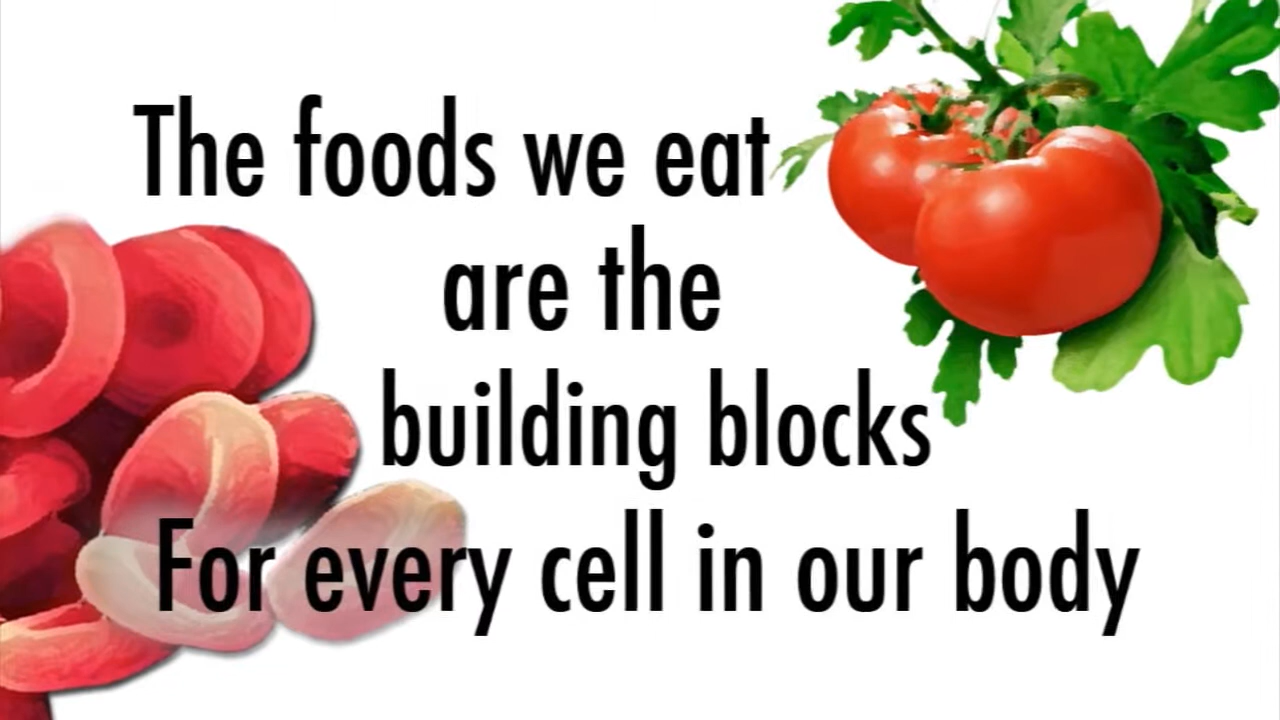 The foods we eat
are the
building blocks
For every cell in our body